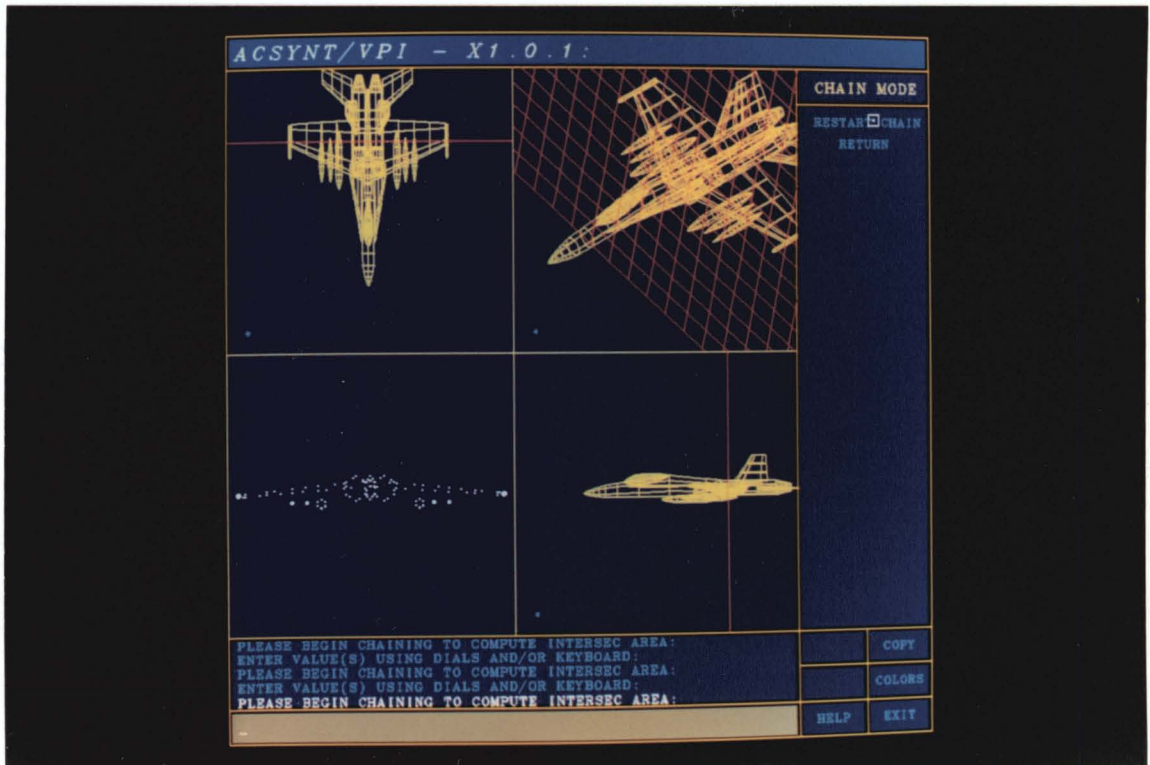 ACSYNT/VPI - X1.0.1:
CHAIN MODE
RESTART CHAIN
RETURN
PLEASE BEGIN CHAINING TO COMPUTE INTERSEC AREA:
ENTER VALUE(S) USING DIALS AND/OR KEYBOARD:
PLEASE BEGIN CHAINING TO COMPUTE INTERSEC AREA:
ENTER VALUE(S) USING DIALS AND/OR KEYBOARD:
PLEASE BEGIN CHAINING TO COMPUTE INTERSEC AREA:
COPY
COLORS
HELP
EXIT